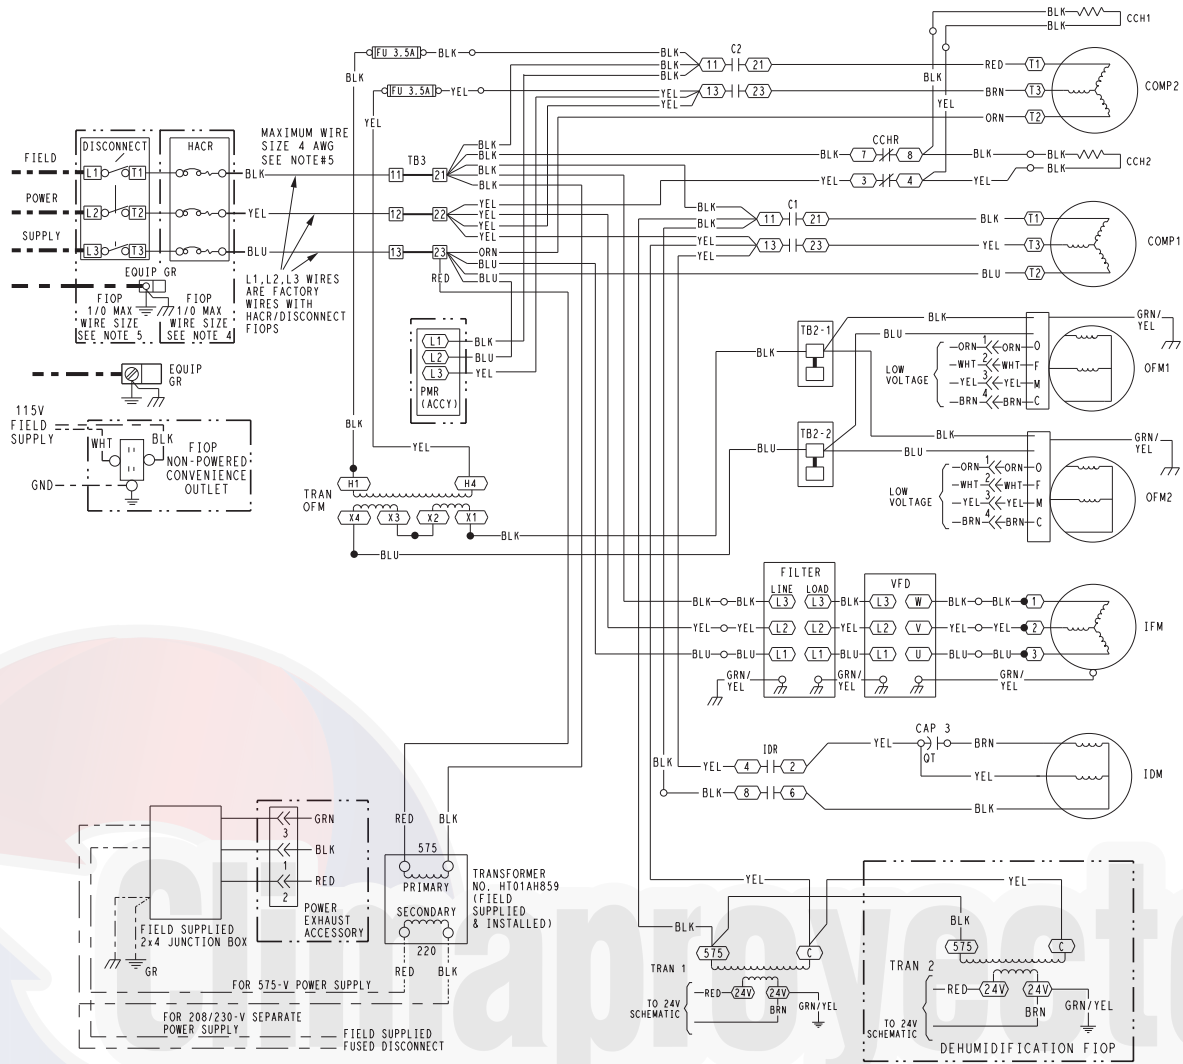 BLK
BLK
CCH1
FU 3.5A
BLK
BLK
BLK
BLK
C2
11
21
RED
T1
BLK
BLK
FU 3.5A
YEL
YEL
YEL
YEL
13
23
BRN
T3
COMP2
YEL
YEL
ORN
T2
MAXIMUM WIRE
SIZE 4 AWG
SEE NOTE#5
DISCONNECT
HACR
TB3
BLK
BLK
BLK
BLK
CCHR
BLK
7
8
BLK
BLK
BLK
CCH2
FIELD
L1
T1
BLK
11
21
YEL
3
4
YEL
POWER
L2
T2
YEL
12
22
YEL
YEL
YEL
BLK
BLK
C1
11
21
BLK
T1
SUPPLY
L3
T3
BLU
13
23
ORN
BLU
BLU
RED
YEL
YEL
13
23
YEL
T3
COMP1
BLU
T2
EQUIP GR
L1,L2,L3 WIRES
ARE FACTORY
WIRES WITH
HACR/DISCONNECT
FIOPS
FIOP
1/0 MAX
WIRE SIZE
SEE NOTE 5
FIOP
1/0 MAX
WIRE SIZE
SEE NOTE 4
L1
BLK
L2
BLU
L3
YEL
PMR
(ACCY)
TB2-1
BLK
BLK
BLU
GRN/
YEL
LOW
VOLTAGE
ORN
1
ORN
O
WHT
2
WHT
F
YEL
3
YEL
M
BRN
4
BRN
C
OFM1
EQUIP
GR
115V
FIELD
SUPPLY
WHT
BLK
GND
FIOP
NON-POWERED
CONVENIENCE
OUTLET
BLK
YEL
TB2-2
BLU
BLK
BLU
GRN/
YEL
LOW
VOLTAGE
ORN
1
ORN
O
WHT
2
WHT
F
YEL
3
YEL
M
BRN
4
BRN
C
OFM2
TRAN
OFM
H1
H4
X4
X3
X2
X1
BLK
BLU
FILTER
LINE
LOAD
VFD
BLK
BLK
L3
L3
BLK
L3
W
BLK
BLK
1
YEL
YEL
L2
L2
YEL
L2
V
YEL
YEL
2
IFM
BLU
BLU
L1
L1
BLU
L1
U
BLU
BLU
3
GRN/
YEL
GRN/
YEL
GRN/
YEL
CAP 3
QT
IDR
YEL
4
2
YEL
BRN
YEL
IDM
BLK
BLK
8
6
BLK
GRN
3
BLK
1
RED
2
POWER
EXHAUST
ACCESSORY
FIELD SUPPLIED
2x4 JUNCTION BOX
GR
RED
BLK
575
PRIMARY
SECONDARY
220
RED
BLK
TRANSFORMER
NO. HT01AH859
(FIELD
SUPPLIED
& INSTALLED)
FOR 575-V POWER SUPPLY
FOR 208/230-V SEPARATE
POWER SUPPLY
FIELD SUPPLIED
FUSED DISCONNECT
YEL
BLK
575
C
TRAN 1
RED
24V
24V
BRN
GRN/YEL
TO 24V
SCHEMATIC
YEL
BLK
575
C
TRAN 2
RED
24V
24V
BRN
GRN/YEL
TO 24V
SCHEMATIC
DEHUMIDIFICATION FIOP